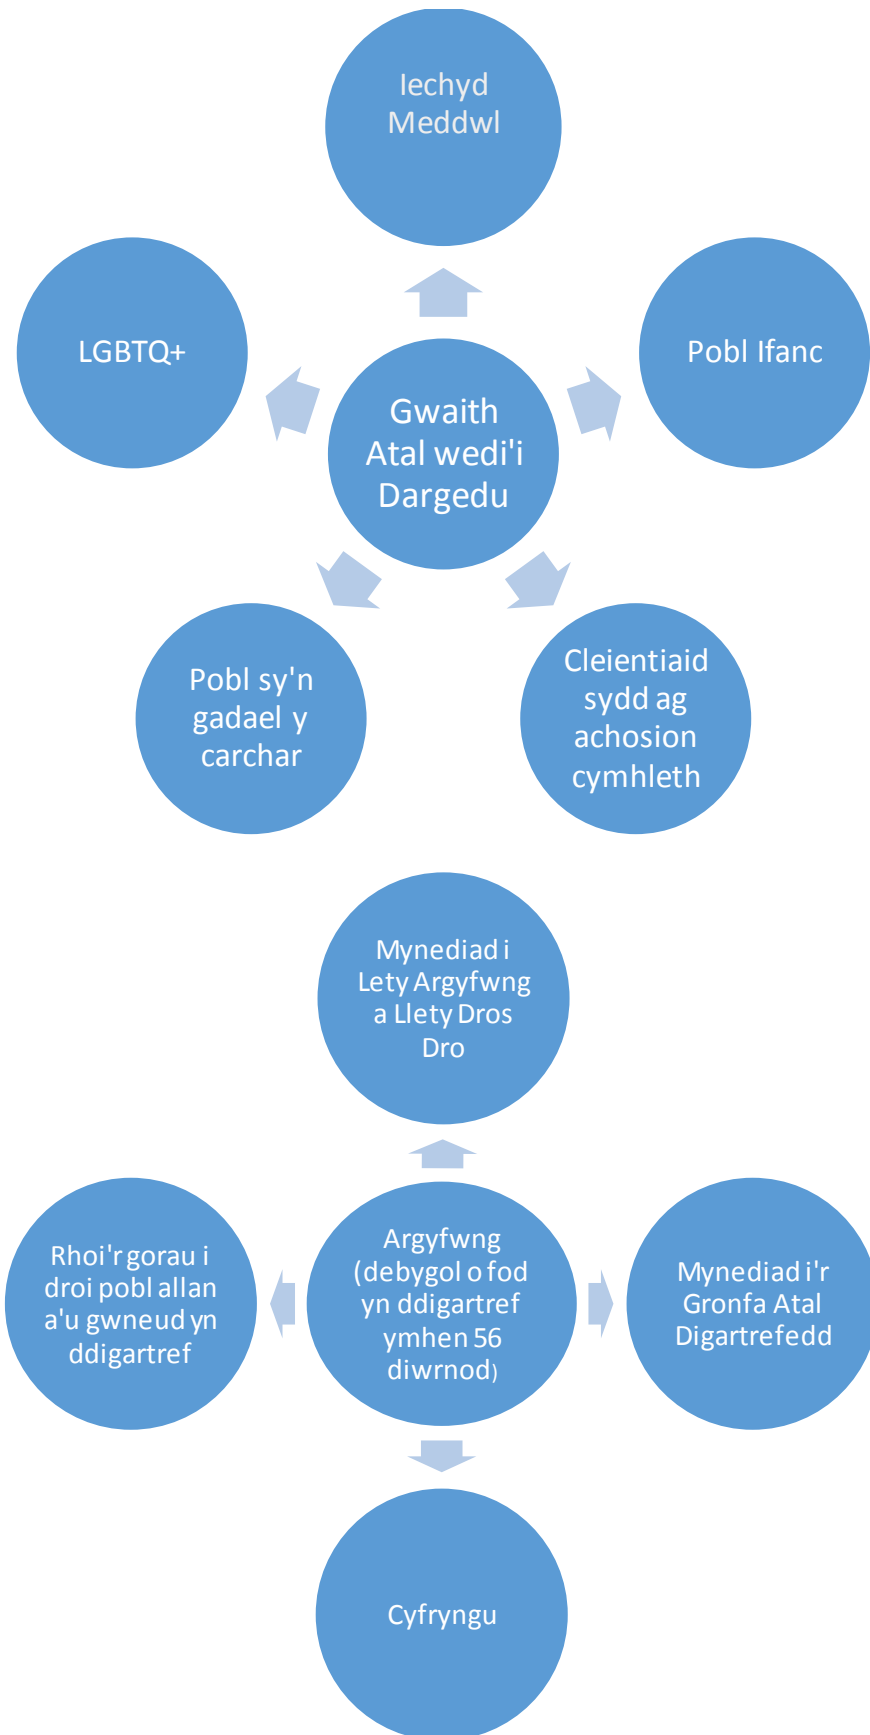 Iechyd
Meddwl
LGBTQ+
Pobl Ifanc
Gwaith
Atal wedi'i
Dargedu
Pobl sy'n
gadael y
carchar
Cleientiaid
sydd ag
achosion
cymhleth
Mynediad i
Lety Argyfwng
a Llety Dros
Dro
Rhoi'r gorau i
droi pobl allan
a'u gwneud yn
ddigartref
Argyfwng
(debygol o fod
yn ddigartref
ymhen 56
diwrnod)
Mynediad i'r
Gronfa Atal
Digartrefedd
Cyfryngu